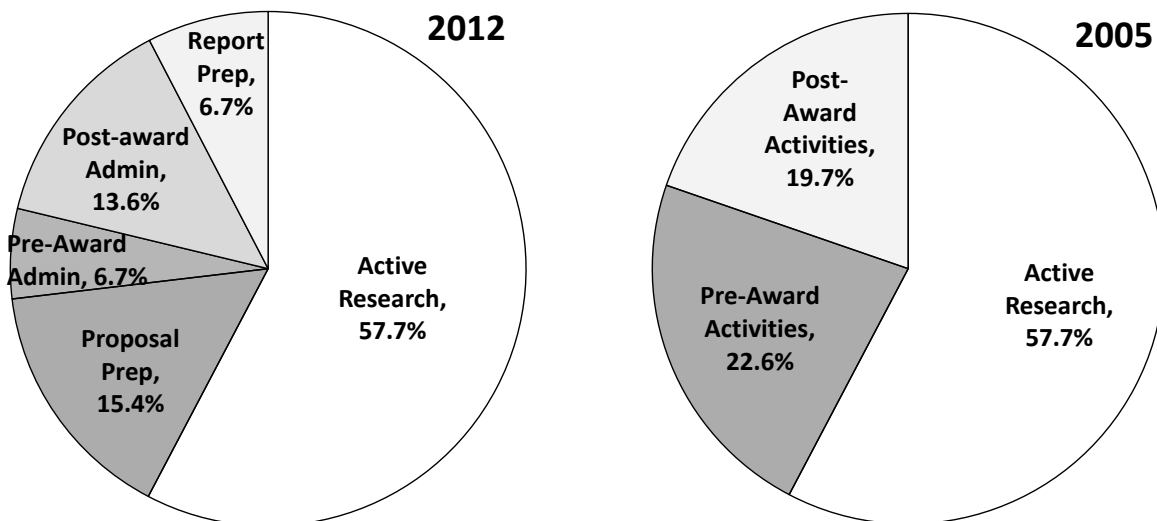 2012
Report
Prep,
6.7%
Post-award
Admin,
13.6%
Pre-Award
Admin, 6.7%
Proposal
Prep,
15.4%
Active
Research,
57.7%
2005
Post-
Award
Activities,
19.7%
Pre-Award
Activities,
22.6%
Active
Research,
57.7%